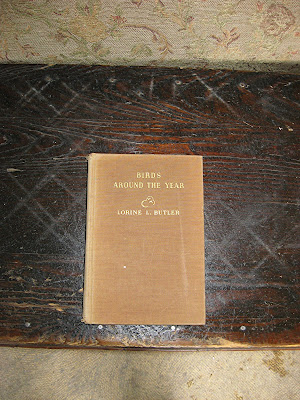 BIRDS
AROUND THE YEAR
LORINE L. BUTLER